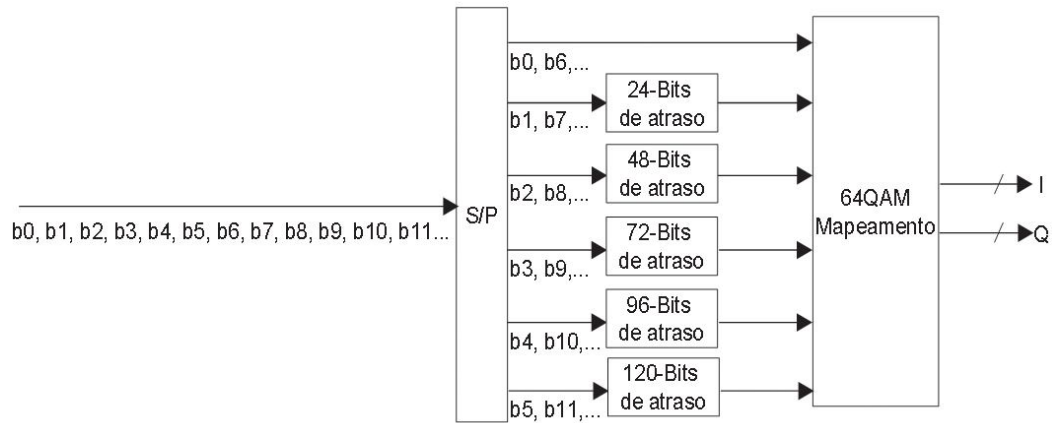 b0, b6,...
24-Bits
de atraso
b1, b7,...
48-Bits
de atraso
b2, b8,...
S/P
b0, b1, b2, b3, b4, b5, b6, b7, b8, b9, b10, b11...
72-Bits
de atraso
b3, b9,...
96-Bits
de atraso
b4, b10,...
120-Bits
de atraso
b5, b11,...
64QAM
Mapeamento
I
Q